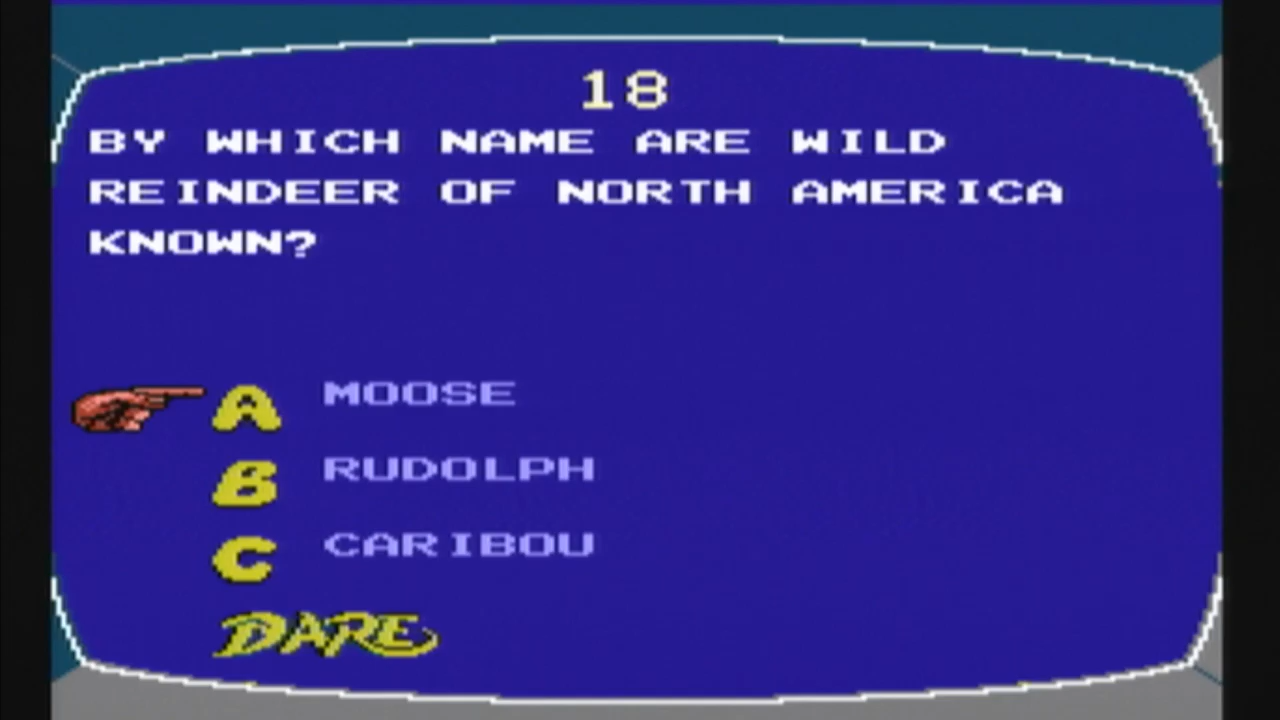 18
BY WHICH NAME ARE WILD
REINDEER OF NORTH AMERICA
KNOWN?
A MOOSE
B RUDOLPH
C CARIBOU
DARE